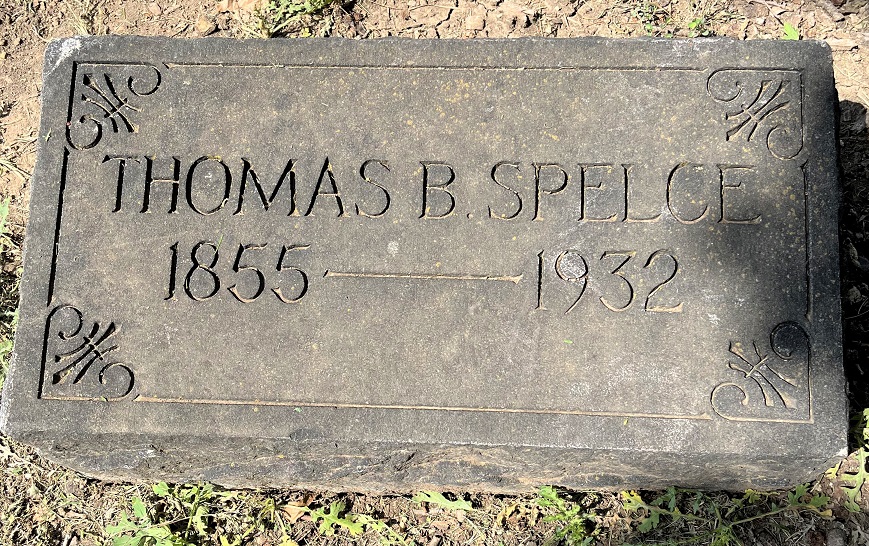 THOMAS B. SPELCE
1855 — 1932